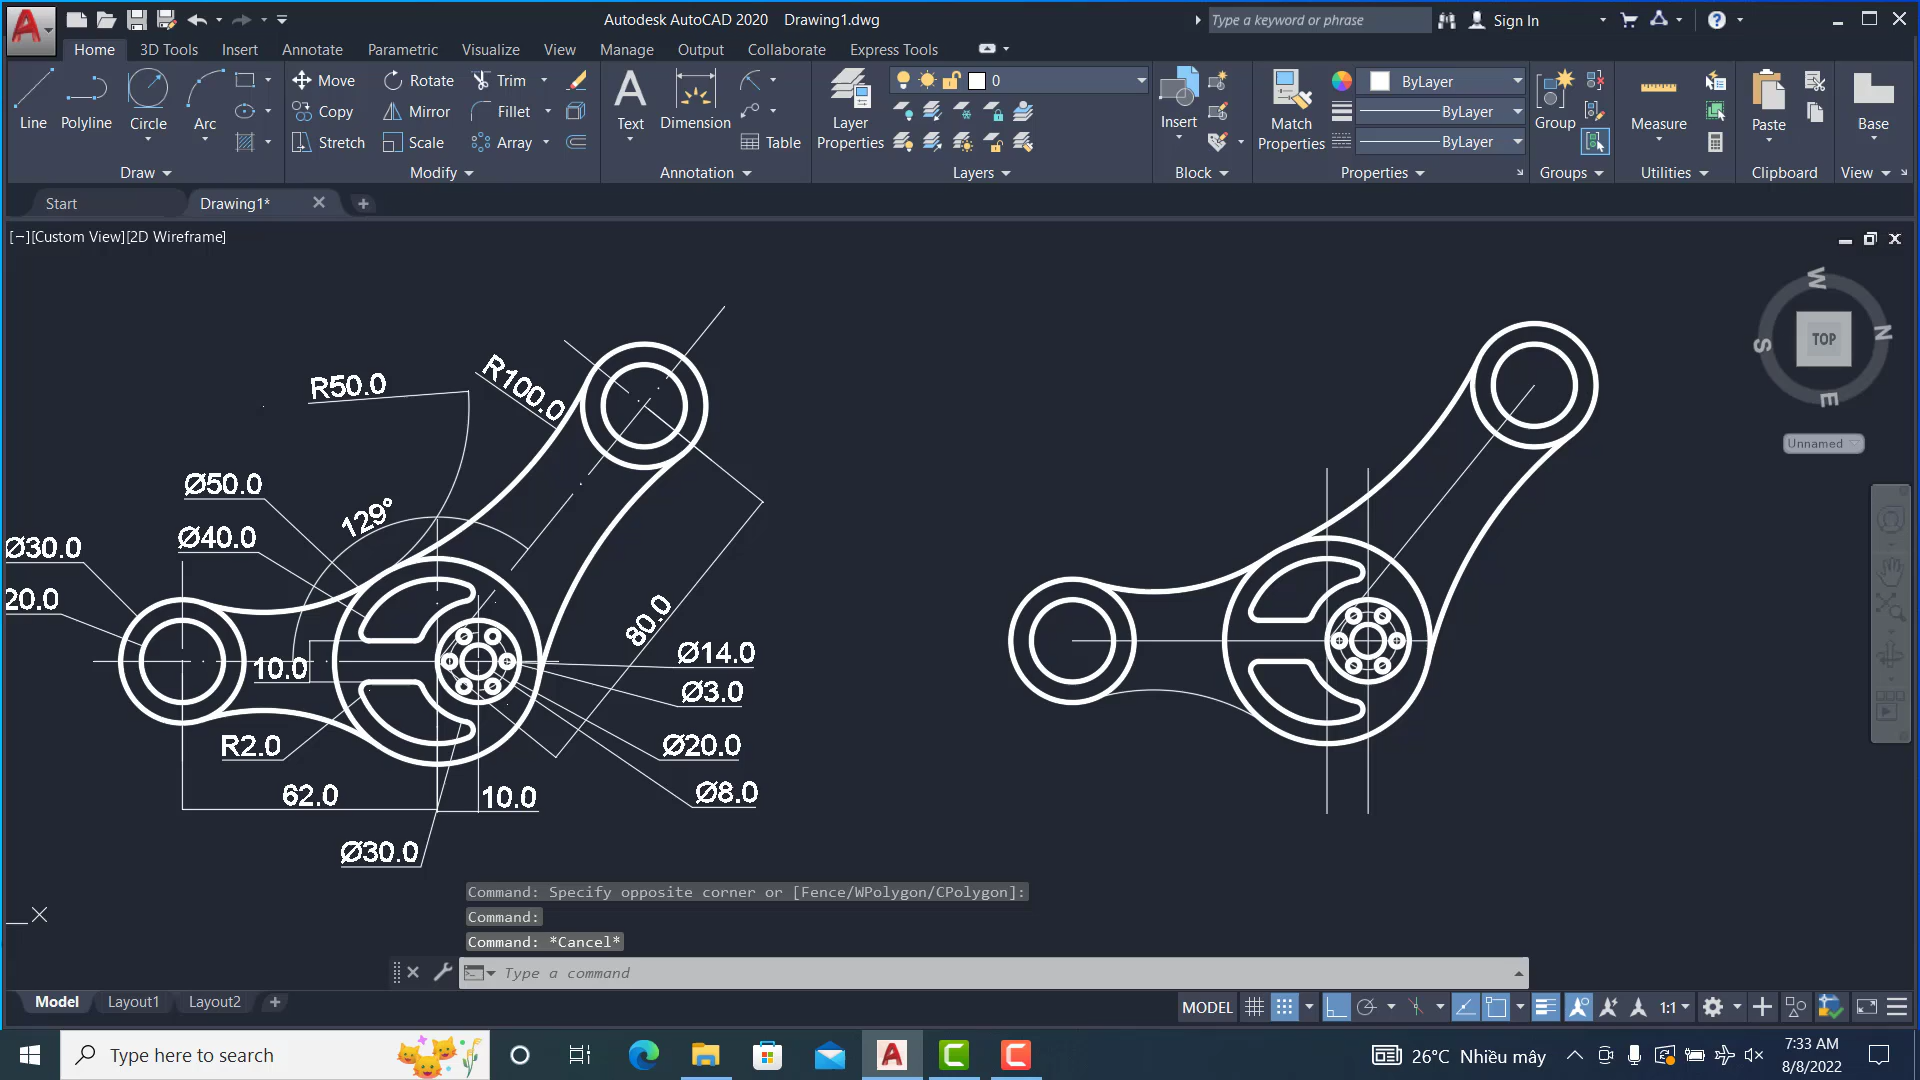 Autodesk AutoCAD 2020 Drawing1.dwg
Type a keyword or phrase
Sign In
Home 3D Tools Insert Annotate Parametric Visualize View Manage Output Collaborate Express Tools
Line Polyline Circle Arc
Move Rotate Trim
Copy Mirror Fillet
Stretch Scale Array
Text Dimension Table
Layer Properties
0
Insert
Match Properties
ByLayer
ByLayer
ByLayer
Group
Measure
Paste
Base
Draw Modify Annotation Layers Block Properties Groups Utilities Clipboard View
Start Drawing1*
[−][Custom View][2D Wireframe]
W
S TOP N
E
Unnamed
R50.0
R100.0
Ø50.0
129°
Ø40.0
Ø30.0
20.0
80.0
Ø14.0
10.0
Ø3.0
R2.0
Ø20.0
62.0
10.0
Ø8.0
Ø30.0
X
Command: Specify opposite corner or [Fence/WPolygon/CPolygon]:
Command:
Command: *Cancel*
Type a command
Model Layout1 Layout2
MODEL
1:1
Type here to search
26°C Nhiều mây
7:33 AM
8/8/2022